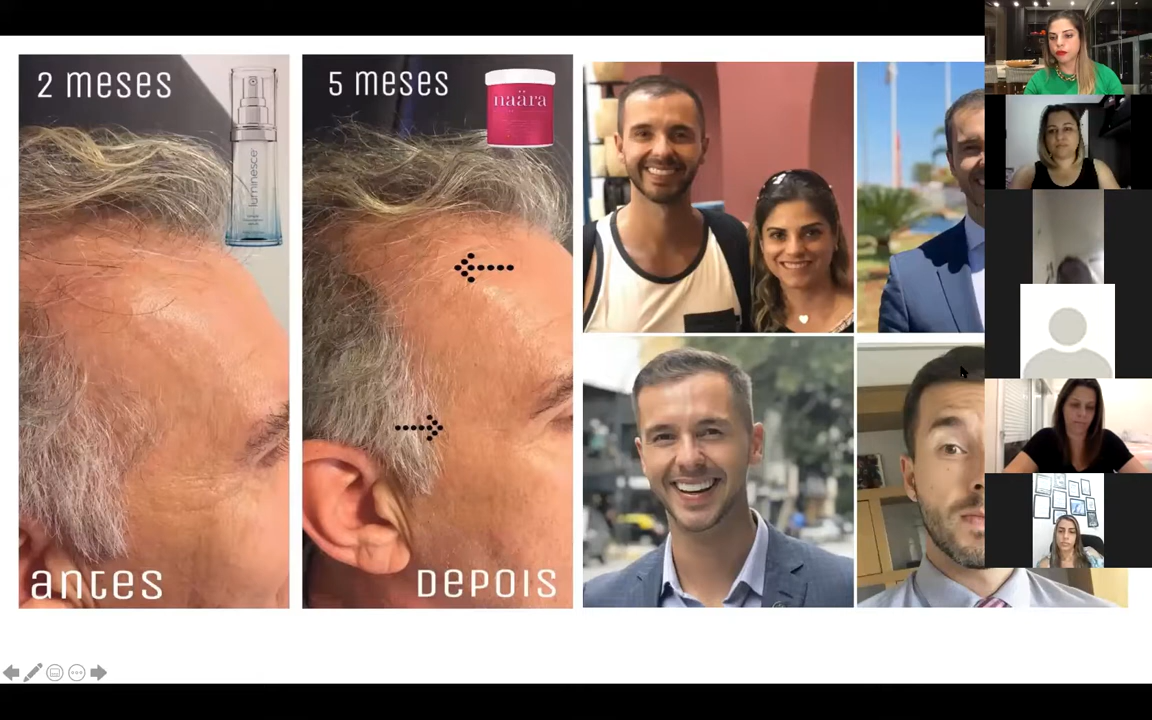 2 meses
luminesce
antes
5 meses
naära
Depois